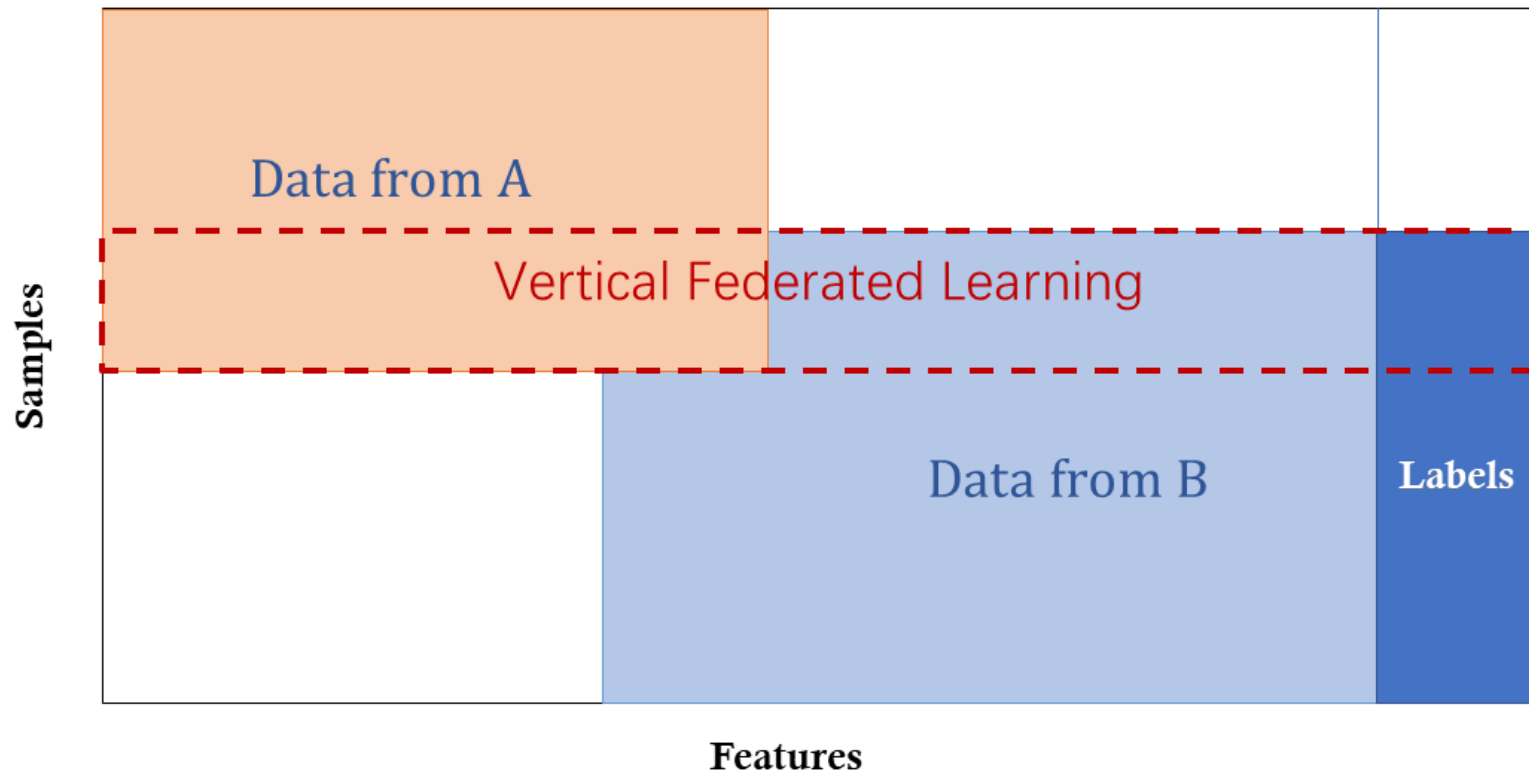 Data from A
Vertical Federated Learning
Samples
Data from B
Labels
Features